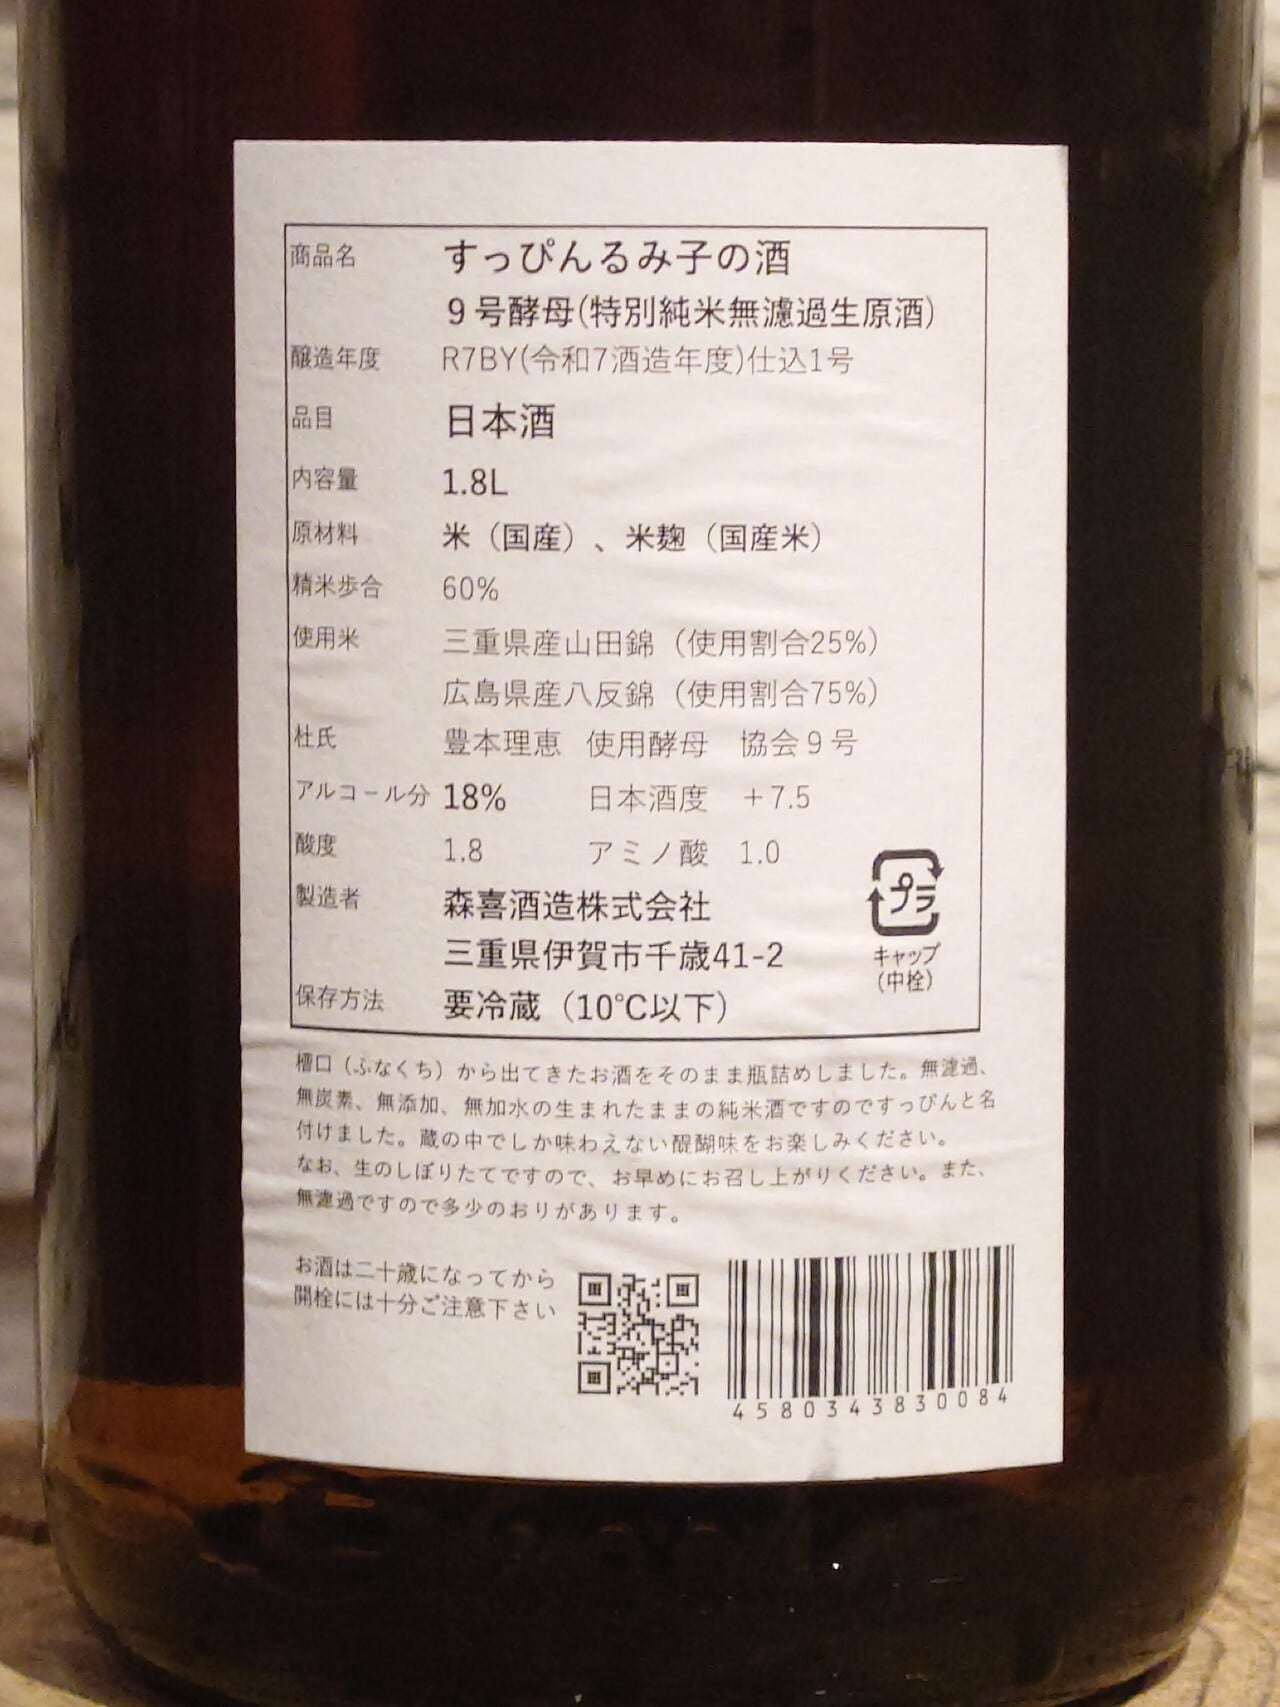 商品名 すっぴんるみ子の酒
９号酵母(特別純米無濾過生原酒)
醸造年度 R7BY(令和7酒造年度)仕込1号
品目 日本酒
内容量 1.8L
原材料 米（国産）、米麹（国産米）
精米歩合 60%
使用米 三重県産山田錦（使用割合25%）
広島県産八反錦（使用割合75%）
杜氏 豊本理恵 使用酵母 協会９号
アルコール分 18% 日本酒度 ＋7.5
酸度 1.8 アミノ酸 1.0
製造者 森喜酒造株式会社
三重県伊賀市千歳41-2
保存方法 要冷蔵（10℃以下）
プラ
キャップ
（中栓）
槽口（ふなくち）から出てきたお酒をそのまま瓶詰めしました。無濾過、
無炭素、無添加、無加水の生まれたままの純米酒ですのですっぴんと名
付けました。蔵の中でしか味わえない醍醐味をお楽しみください。
なお、生のしぼりたてですので、お早めにお召し上がりください。また、
無濾過ですので多少のおりがあります。
お酒は二十歳になってから
開栓には十分ご注意下さい
4580343830084